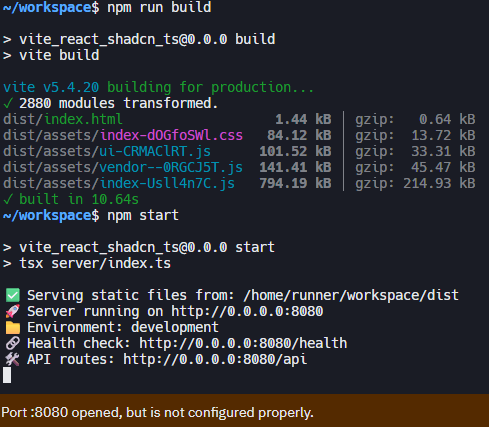 ~/workspace$ npm run build

> vite_react_shadcn_ts@0.0.0 build
> vite build

vite v5.4.20 building for production...
✓ 2880 modules transformed.
dist/index.html 1.44 kB │ gzip: 0.64 kB
dist/assets/index-dOGfoSWl.css 84.12 kB │ gzip: 13.72 kB
dist/assets/ui-CRMAClRT.js 101.52 kB │ gzip: 33.31 kB
dist/assets/vendor--0RGCJ5T.js 141.41 kB │ gzip: 45.47 kB
dist/assets/index-Usll4n7C.js 794.19 kB │ gzip: 214.93 kB
✓ built in 10.64s
~/workspace$ npm start

> vite_react_shadcn_ts@0.0.0 start
> tsx server/index.ts

✅ Serving static files from: /home/runner/workspace/dist
🚀 Server running on http://0.0.0.0:8080
📁 Environment: development
🔗 Health check: http://0.0.0.0:8080/health
🛠 API routes: http://0.0.0.0:8080/api
Port :8080 opened, but is not configured properly.